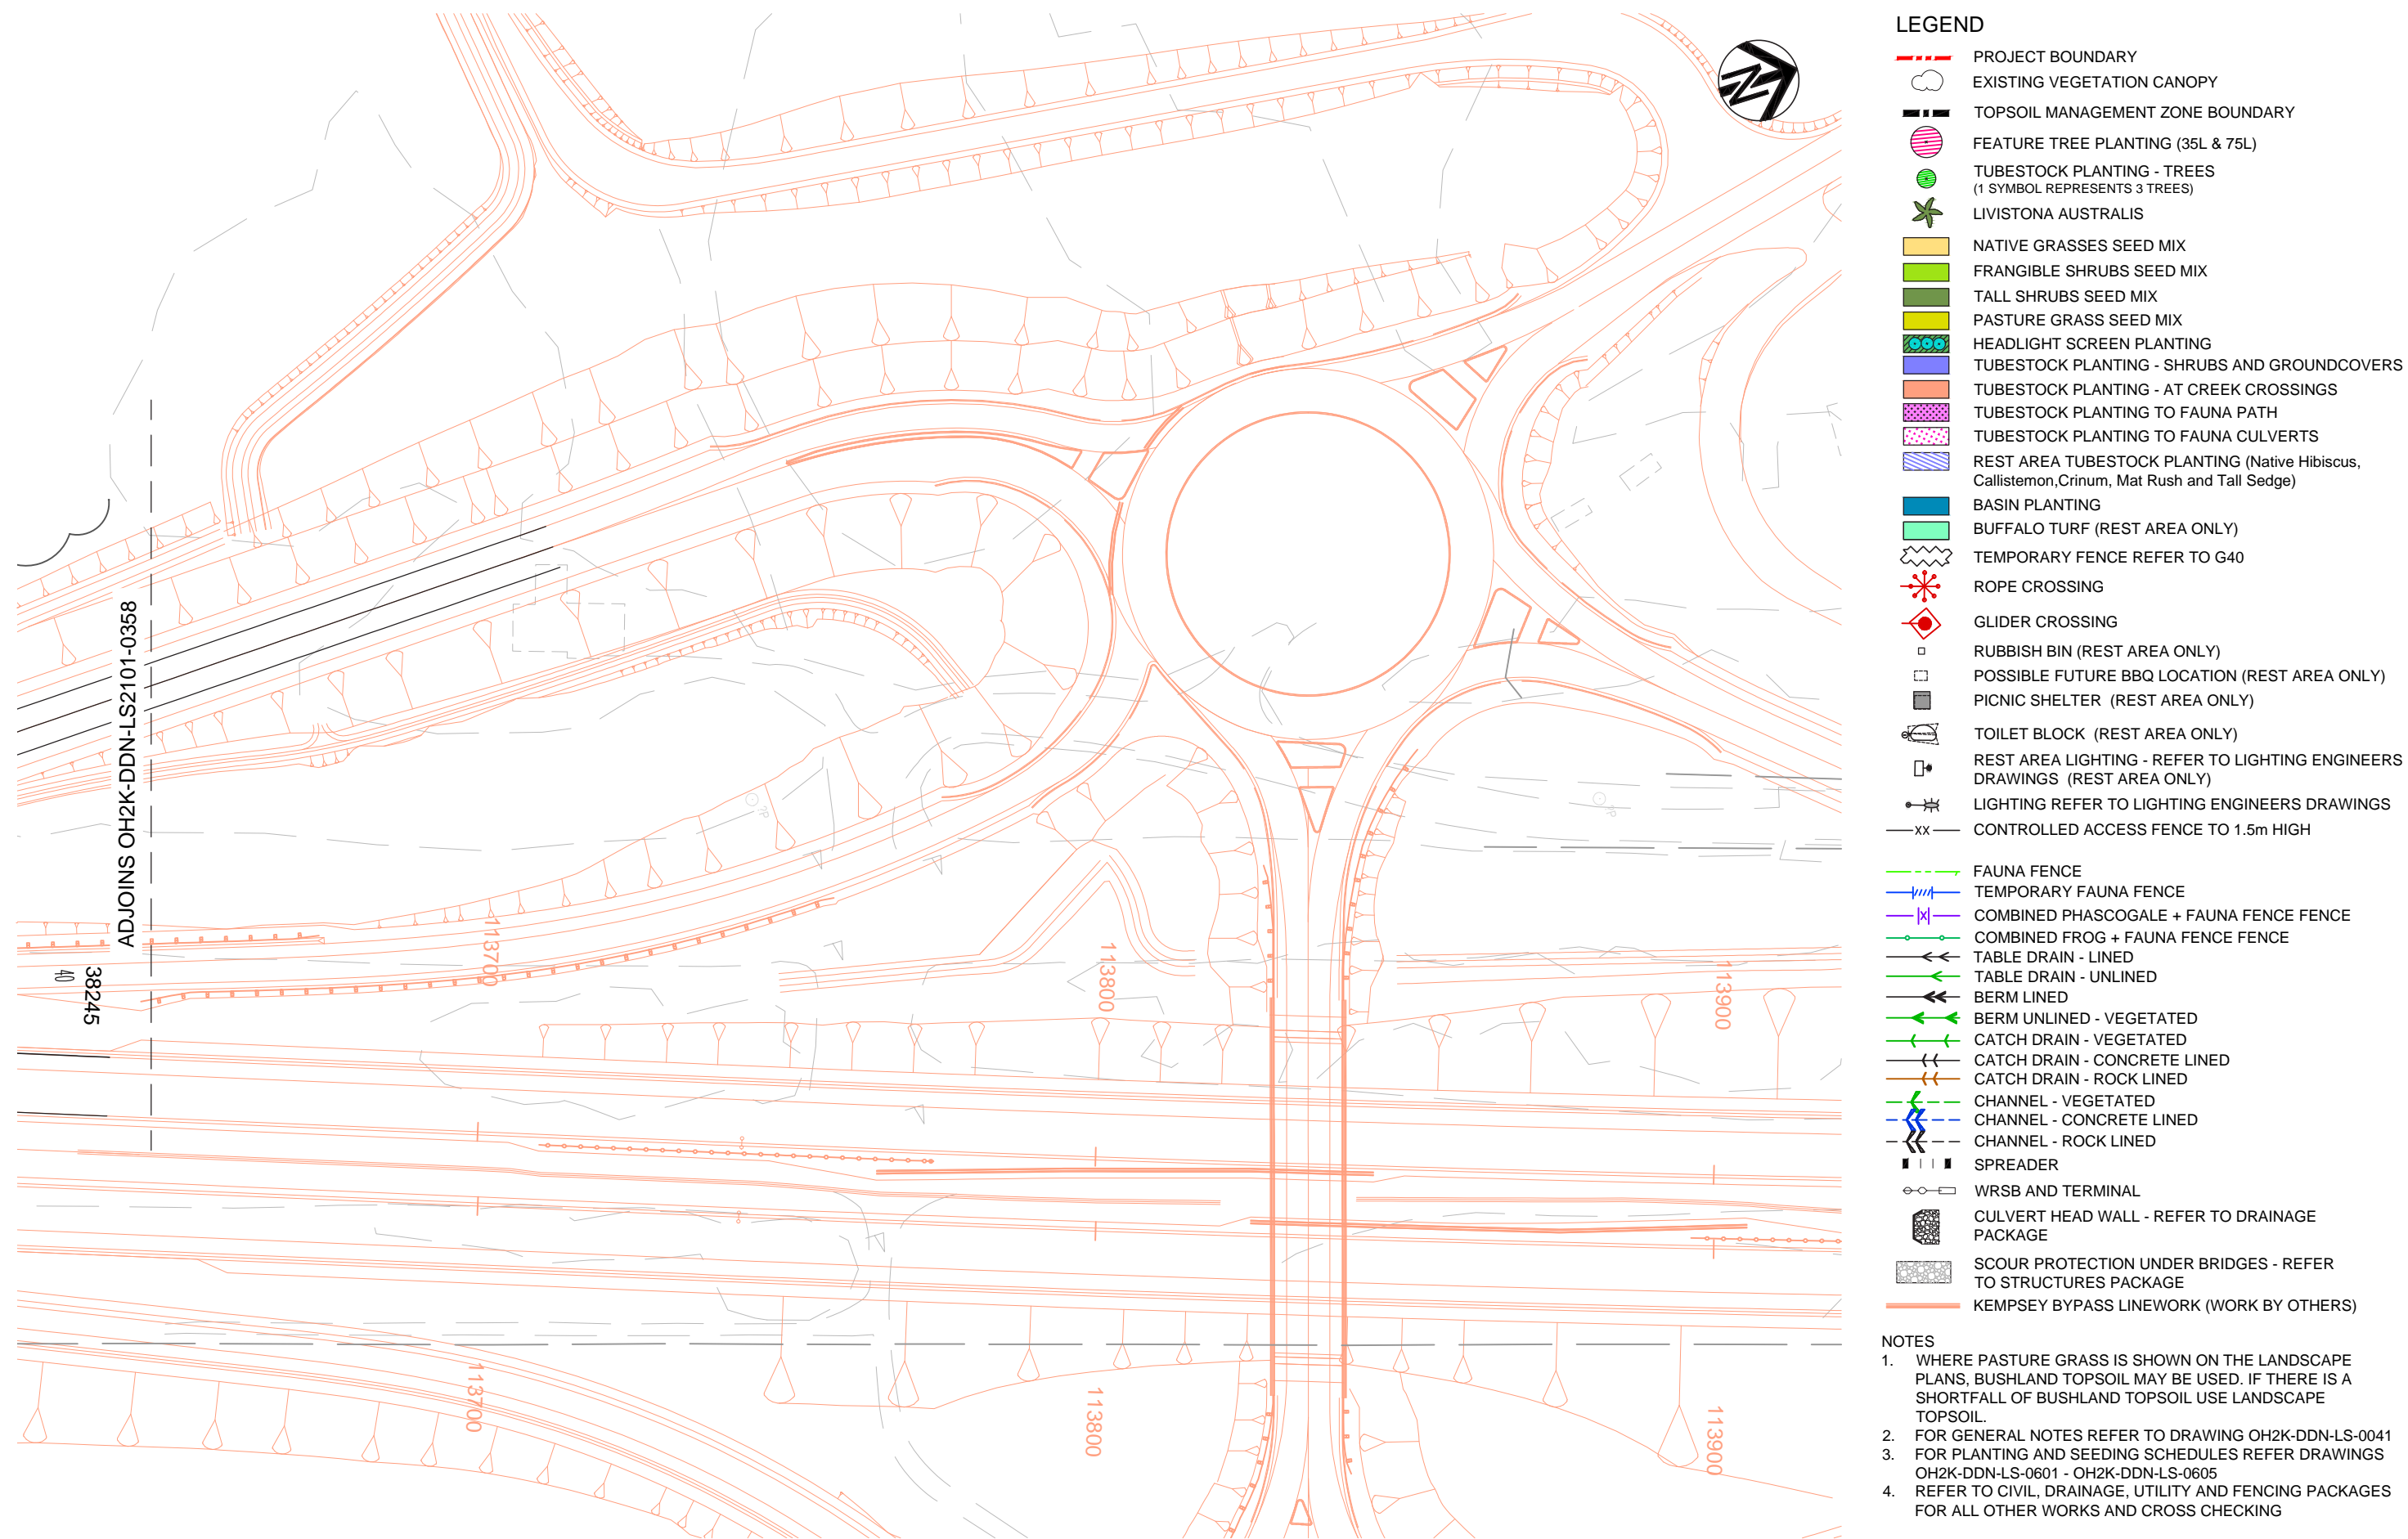 ADJOINS OH2K-DDN-LS2101-0358
38245
40
113700
113800
113900
113700
113800
113900
LEGEND
PROJECT BOUNDARY
EXISTING VEGETATION CANOPY
TOPSOIL MANAGEMENT ZONE BOUNDARY
FEATURE TREE PLANTING (35L & 75L)
TUBESTOCK PLANTING - TREES
(1 SYMBOL REPRESENTS 3 TREES)
LIVISTONA AUSTRALIS
NATIVE GRASSES SEED MIX
FRANGIBLE SHRUBS SEED MIX
TALL SHRUBS SEED MIX
PASTURE GRASS SEED MIX
HEADLIGHT SCREEN PLANTING
TUBESTOCK PLANTING - SHRUBS AND GROUNDCOVERS
TUBESTOCK PLANTING - AT CREEK CROSSINGS
TUBESTOCK PLANTING TO FAUNA PATH
TUBESTOCK PLANTING TO FAUNA CULVERTS
REST AREA TUBESTOCK PLANTING (Native Hibiscus,
Callistemon,Crinum, Mat Rush and Tall Sedge)
BASIN PLANTING
BUFFALO TURF (REST AREA ONLY)
TEMPORARY FENCE REFER TO G40
ROPE CROSSING
GLIDER CROSSING
RUBBISH BIN (REST AREA ONLY)
POSSIBLE FUTURE BBQ LOCATION (REST AREA ONLY)
PICNIC SHELTER (REST AREA ONLY)
TOILET BLOCK (REST AREA ONLY)
REST AREA LIGHTING - REFER TO LIGHTING ENGINEERS
DRAWINGS (REST AREA ONLY)
LIGHTING REFER TO LIGHTING ENGINEERS DRAWINGS
XX CONTROLLED ACCESS FENCE TO 1.5m HIGH
FAUNA FENCE
TEMPORARY FAUNA FENCE
X COMBINED PHASCOGALE + FAUNA FENCE FENCE
COMBINED FROG + FAUNA FENCE FENCE
TABLE DRAIN - LINED
TABLE DRAIN - UNLINED
BERM LINED
BERM UNLINED - VEGETATED
CATCH DRAIN - VEGETATED
CATCH DRAIN - CONCRETE LINED
CATCH DRAIN - ROCK LINED
CHANNEL - VEGETATED
CHANNEL - CONCRETE LINED
CHANNEL - ROCK LINED
SPREADER
WRSB AND TERMINAL
CULVERT HEAD WALL - REFER TO DRAINAGE
PACKAGE
SCOUR PROTECTION UNDER BRIDGES - REFER
TO STRUCTURES PACKAGE
KEMPSEY BYPASS LINEWORK (WORK BY OTHERS)
NOTES
1. WHERE PASTURE GRASS IS SHOWN ON THE LANDSCAPE
PLANS, BUSHLAND TOPSOIL MAY BE USED. IF THERE IS A
SHORTFALL OF BUSHLAND TOPSOIL USE LANDSCAPE
TOPSOIL.
2. FOR GENERAL NOTES REFER TO DRAWING OH2K-DDN-LS-0041
3. FOR PLANTING AND SEEDING SCHEDULES REFER DRAWINGS
OH2K-DDN-LS-0601 - OH2K-DDN-LS-0605
4. REFER TO CIVIL, DRAINAGE, UTILITY AND FENCING PACKAGES
FOR ALL OTHER WORKS AND CROSS CHECKING